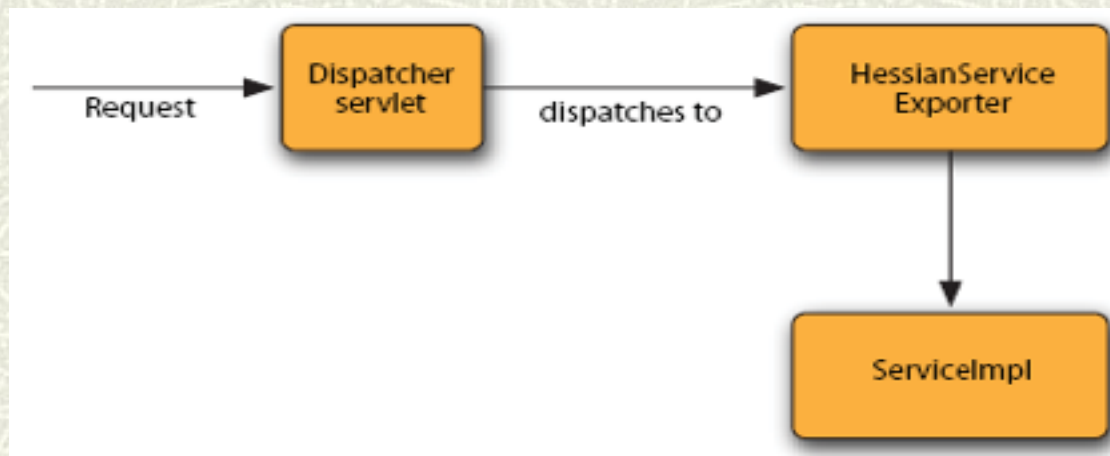 Request
Dispatcher
servlet
dispatches to
HessianService
Exporter
ServiceImpl